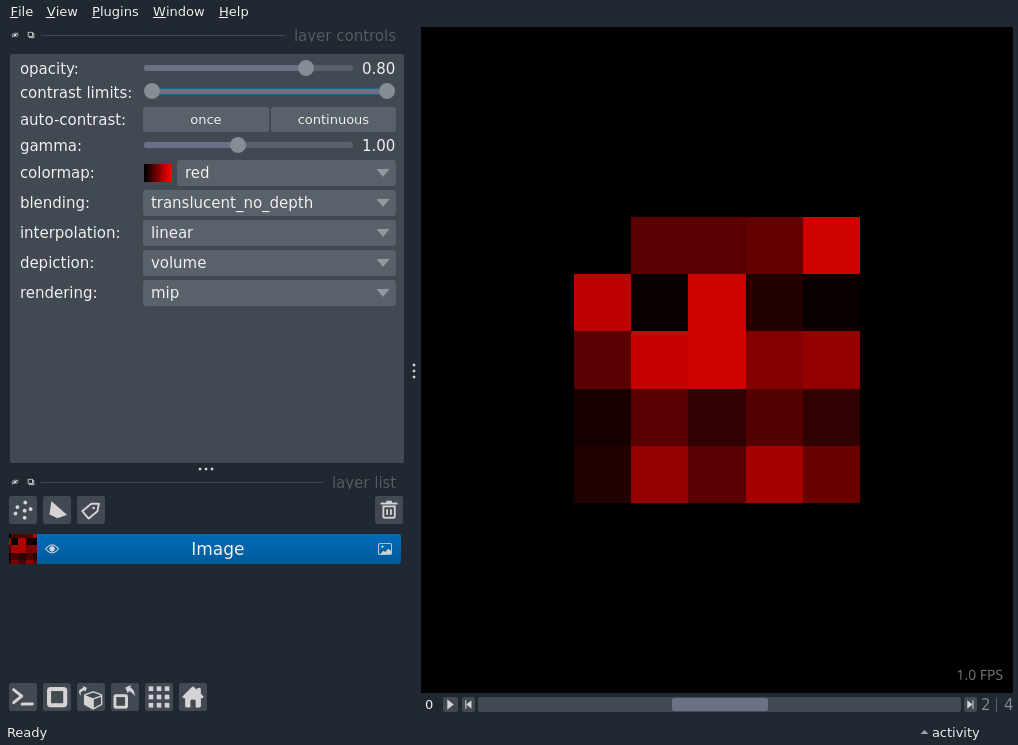 File View Plugins Window Help
layer controls
opacity: 0.80
contrast limits:
auto-contrast: once continuous
gamma: 1.00
colormap: red
blending: translucent_no_depth
interpolation: linear
depiction: volume
rendering: mip
layer list
Image
1.0 FPS
0 2 | 4
Ready activity